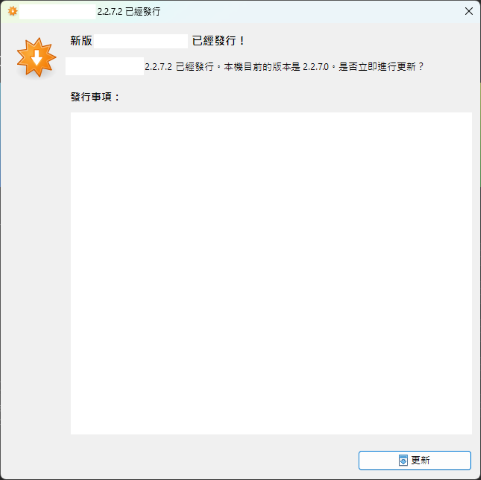 2.2.7.2 已經發行
新版 已經發行！
2.2.7.2 已經發行。本機目前的版本是 2.2.7.0。是否立即進行更新？
發行事項：
更新